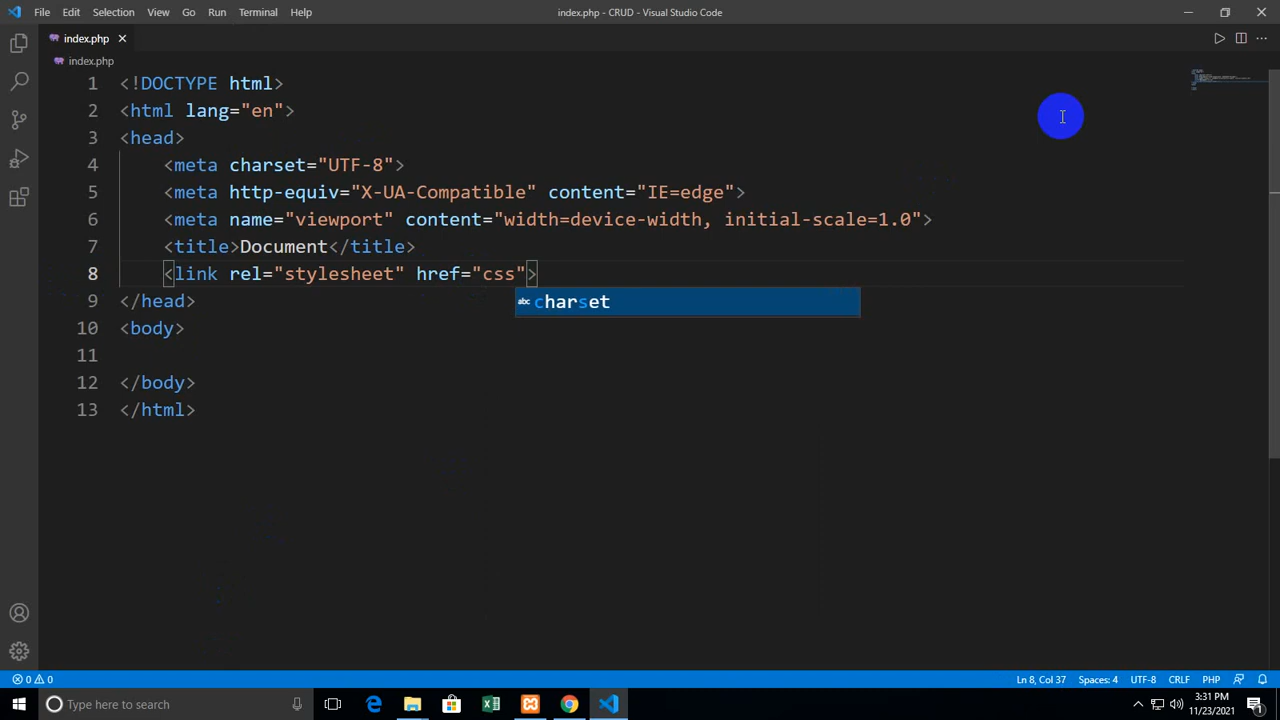 File Edit Selection View Go Run Terminal Help index.php - CRUD - Visual Studio Code
index.php
index.php
1 <!DOCTYPE html>
2 <html lang="en">
3 <head>
4 <meta charset="UTF-8">
5 <meta http-equiv="X-UA-Compatible" content="IE=edge">
6 <meta name="viewport" content="width=device-width, initial-scale=1.0">
7 <title>Document</title>
8 <link rel="stylesheet" href="css">
abc charset
9 </head>
10 <body>
11
12 </body>
13 </html>
0 0 Ln 8, Col 37 Spaces: 4 UTF-8 CRLF PHP
Type here to search
3:31 PM
11/23/2021
1